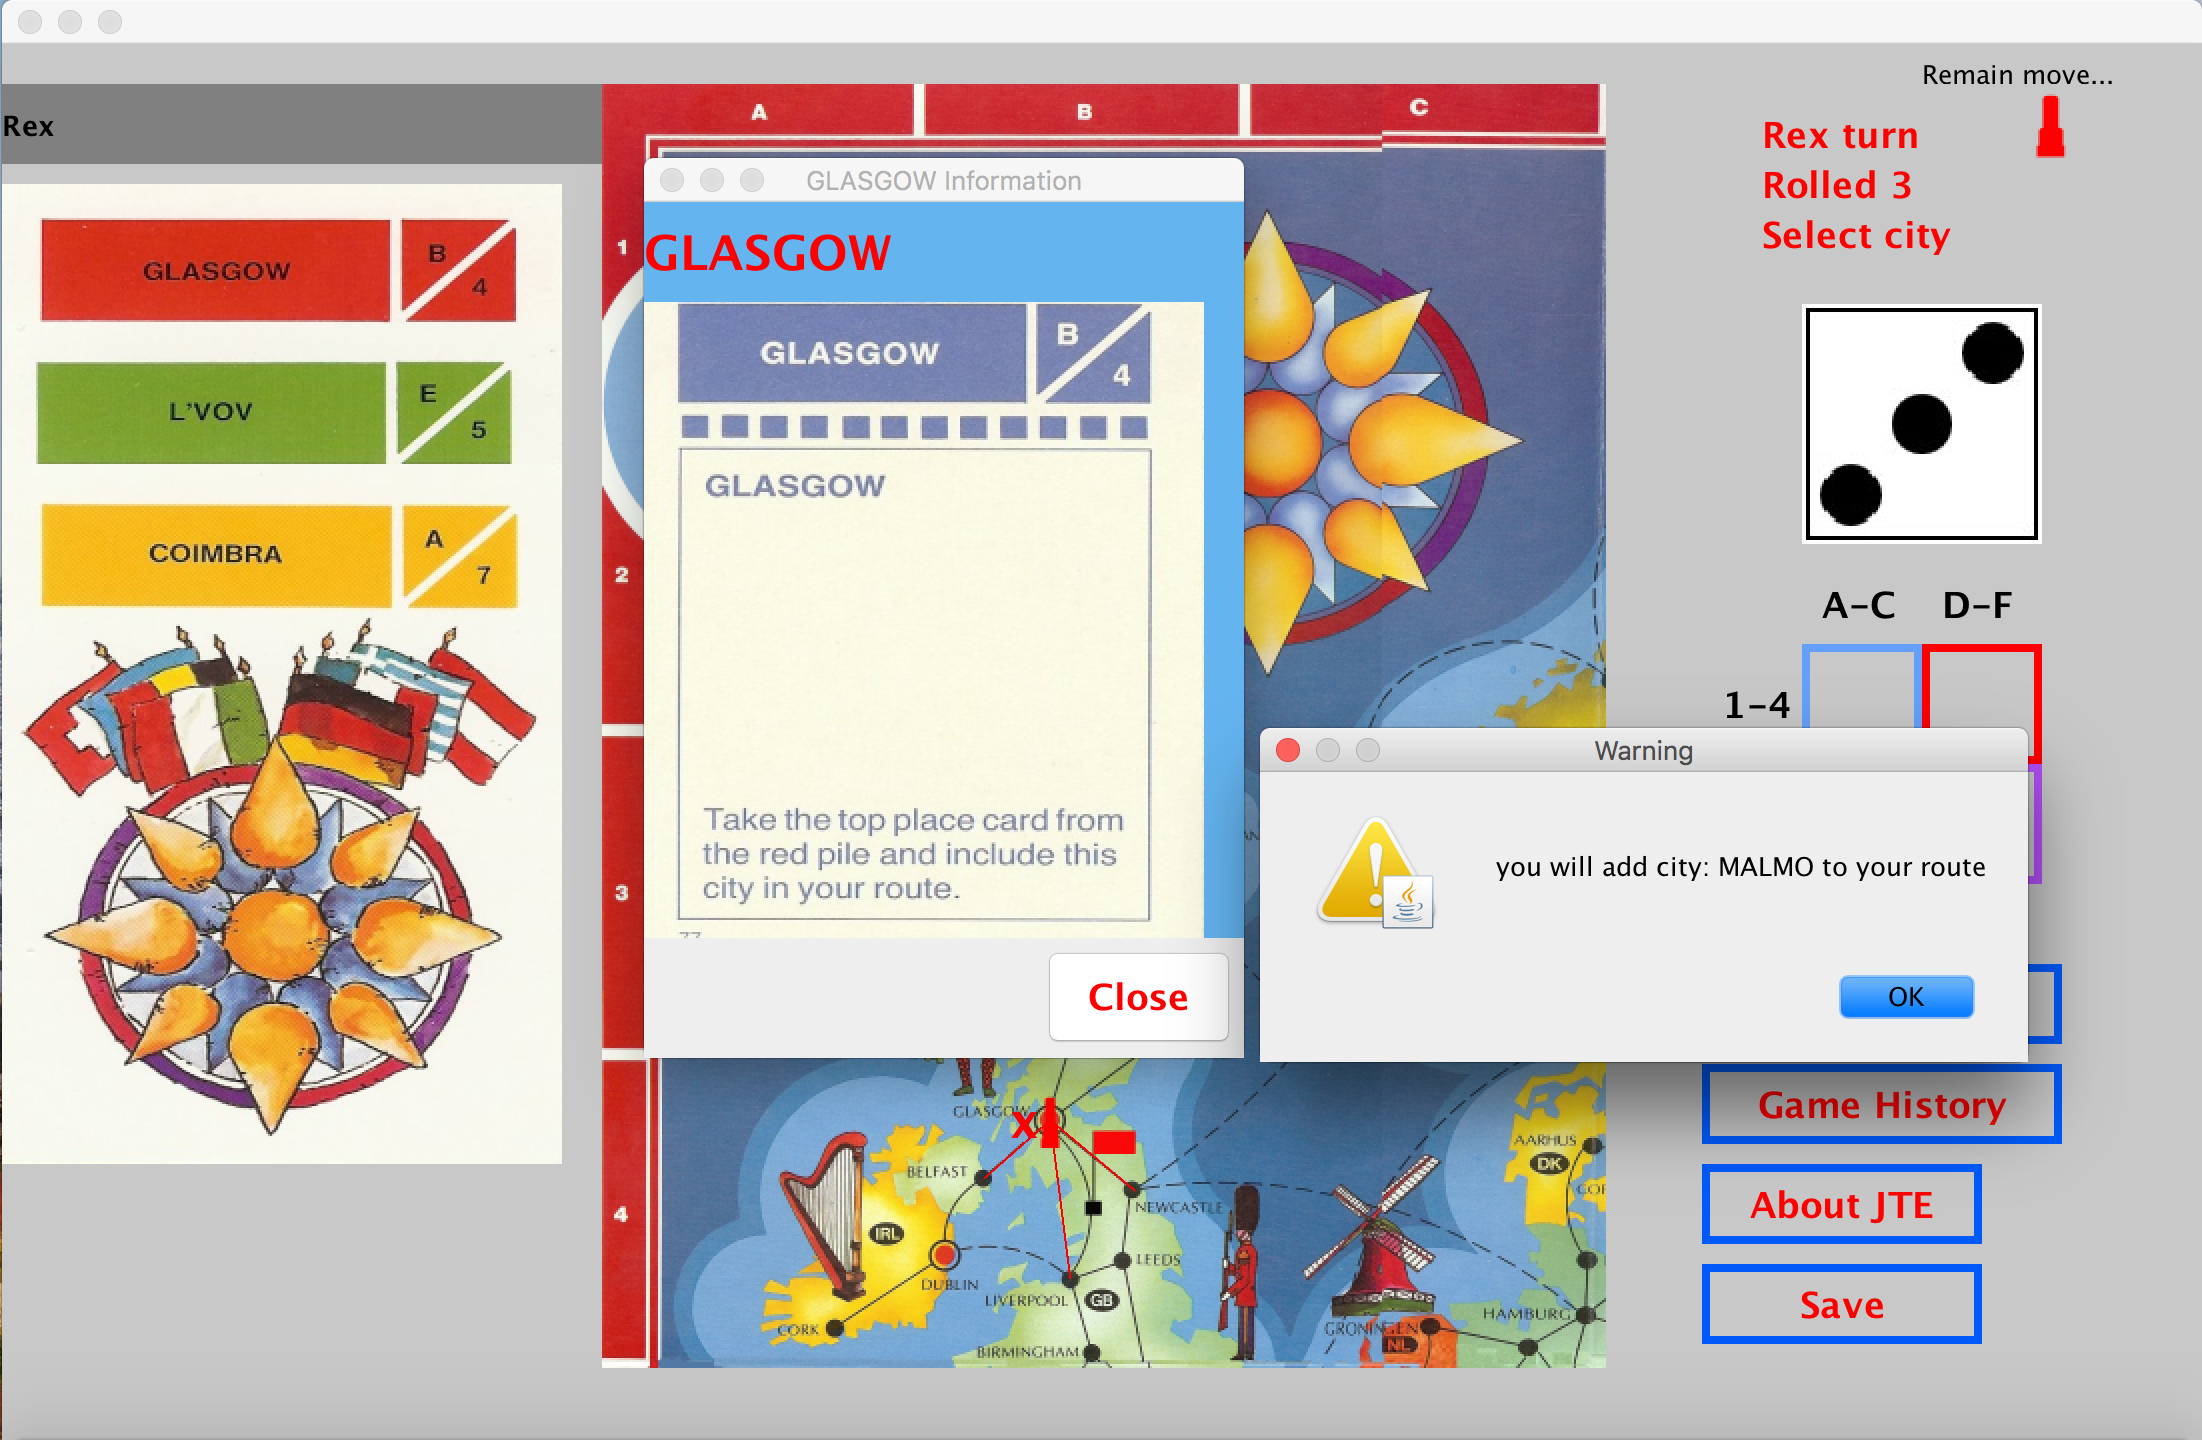 Remain move...
Rex
Rex turn
Rolled 3
Select city
A B C
1
2
3
4
GLASGOW B 4
L'VOV E 5
COIMBRA A 7
GLASGOW Information
GLASGOW
GLASGOW B 4
GLASGOW
Take the top place card from
the red pile and include this
city in your route.
77
Close
A-C D-F
1-4
Warning
you will add city: MALMO to your route
OK
Game History
About JTE
Save
GLASGOW
X
BELFAST
NEWCASTLE
IRL
LEEDS
DUBLIN
LIVERPOOL
GB
CORK
BIRMINGHAM
AARHUS
DK
HAMBURG
GRONINGEN
NL